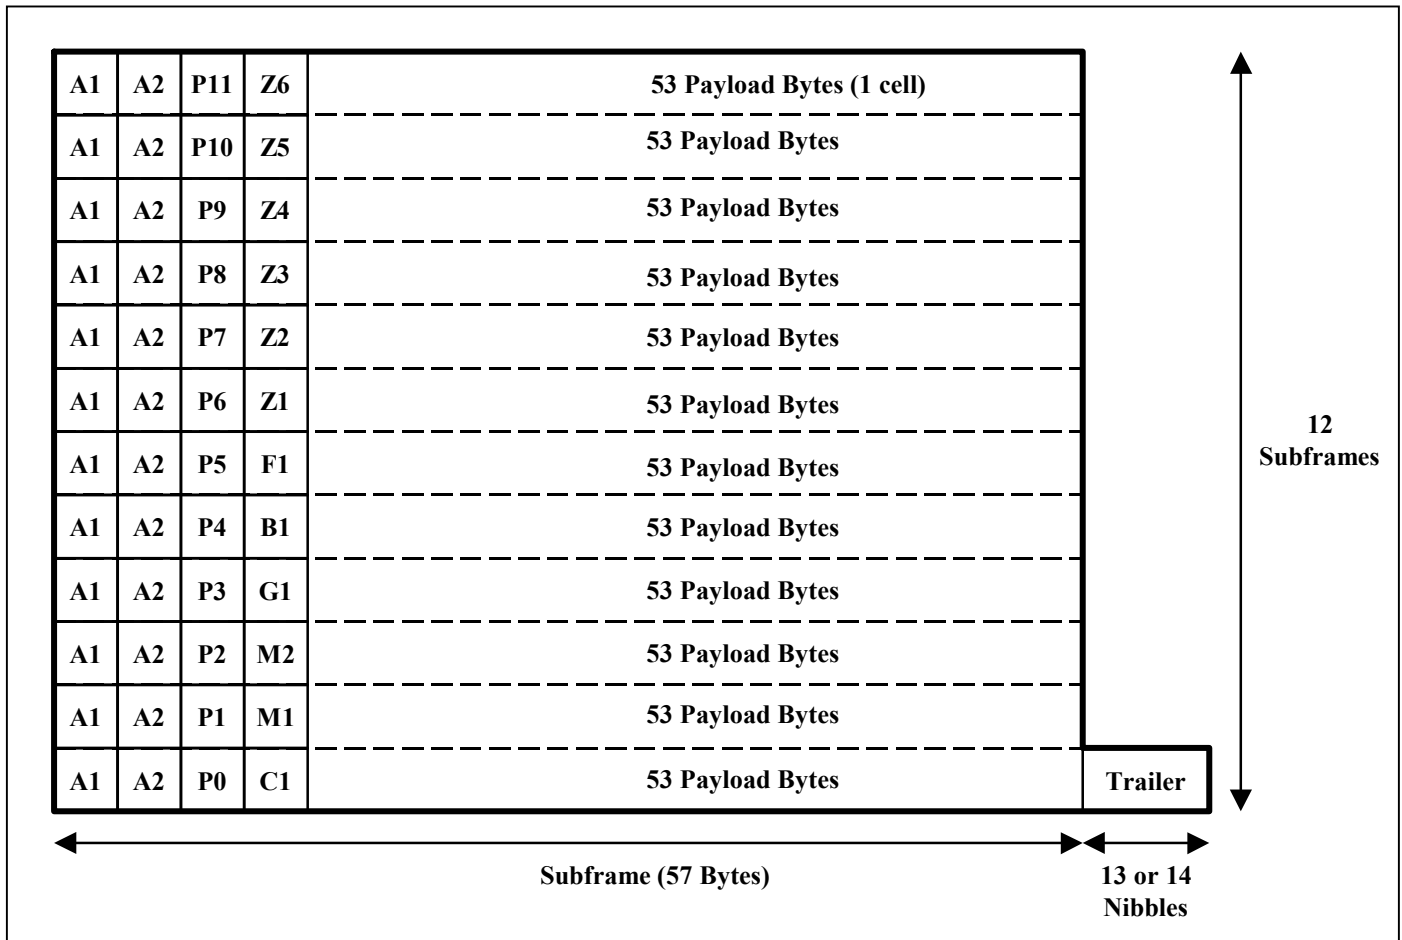 A1 A2 P11 Z6 53 Payload Bytes (1 cell)
A1 A2 P10 Z5 53 Payload Bytes
A1 A2 P9 Z4 53 Payload Bytes
A1 A2 P8 Z3 53 Payload Bytes
A1 A2 P7 Z2 53 Payload Bytes
A1 A2 P6 Z1 53 Payload Bytes
12
Subframes
A1 A2 P5 F1 53 Payload Bytes
A1 A2 P4 B1 53 Payload Bytes
A1 A2 P3 G1 53 Payload Bytes
A1 A2 P2 M2 53 Payload Bytes
A1 A2 P1 M1 53 Payload Bytes
A1 A2 P0 C1 53 Payload Bytes Trailer
Subframe (57 Bytes)
13 or 14
Nibbles